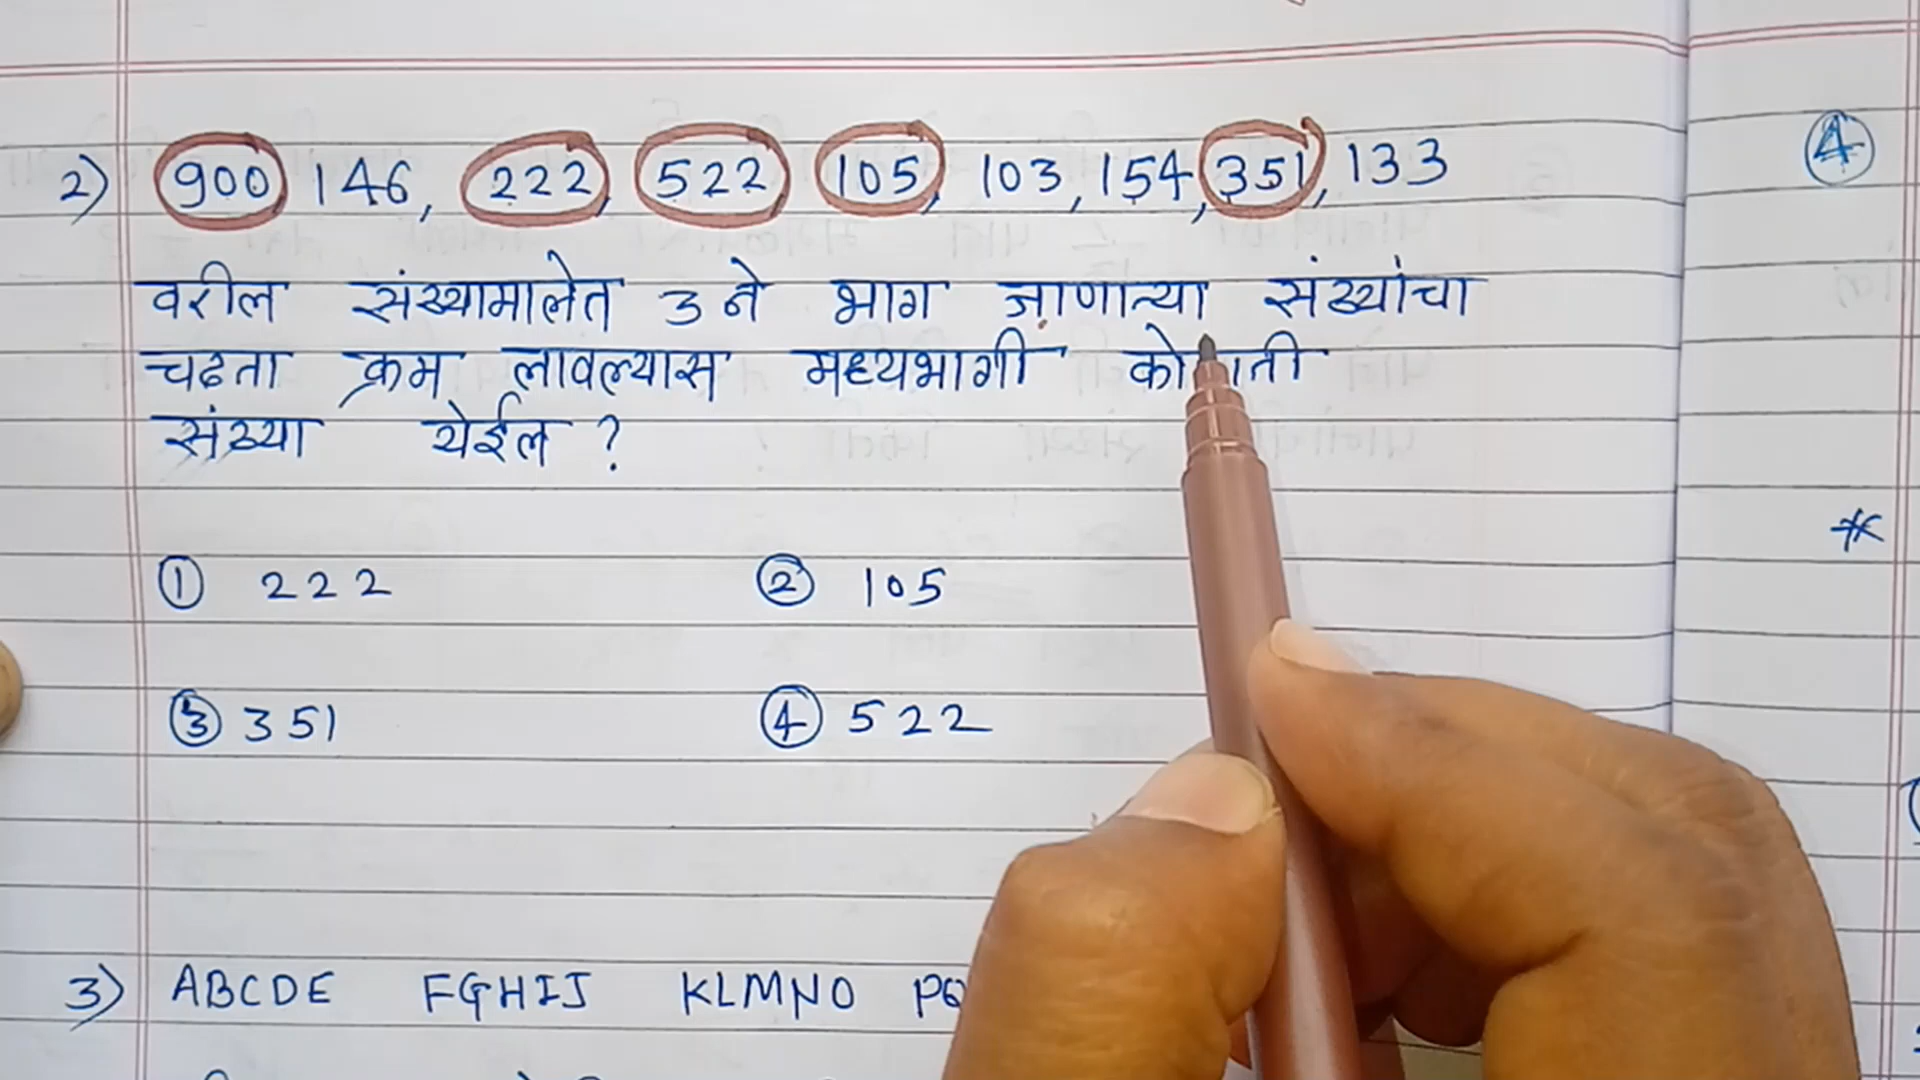 2) 900 146, 222, 522 105, 103, 154, 351, 133
वरील संख्यामालेत 3 ने भाग जाणाऱ्या संख्यांचा
चढता क्रम लावल्यास मध्यभागी
संख्या येईल ?
① 222 ② 105
③ 351 ④ 522
3) ABCDE FGHIJ KLMNO PQ
④
*